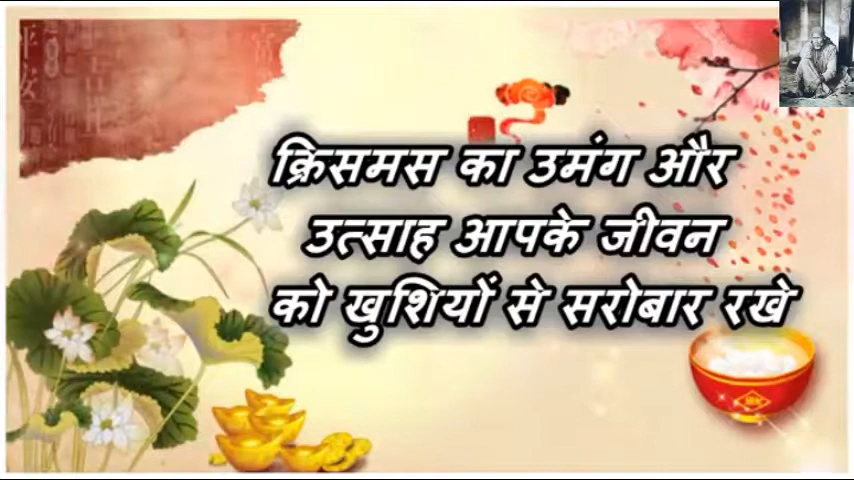 क्रिसमस का उमंग और
उत्साह आपके जीवन
को खुशियों से सरोबार रखे